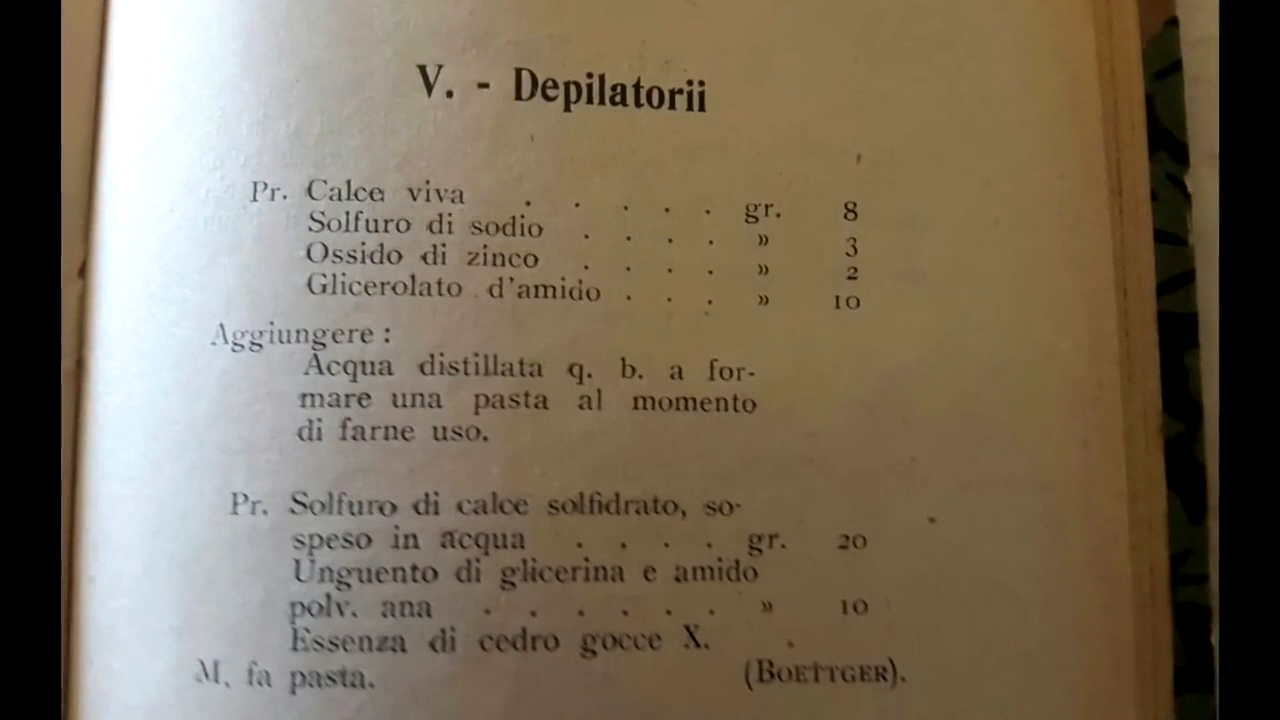 V. - Depilatorii
Pr. Calce viva . . . . . gr. 8
Solfuro di sodio . . . . » 3
Ossido di zinco . . . . » 2
Glicerolato d'amido . . . » 10
Aggiungere :
Acqua distillata q. b. a for-
mare una pasta al momento
di farne uso.
Pr. Solfuro di calce solfidrato, so-
speso in acqua . . . . gr. 20
Unguento di glicerina e amido
polv. ana . . . . . . » 10
Essenza di cedro gocce X.
M. fa pasta. (BOETTGER).